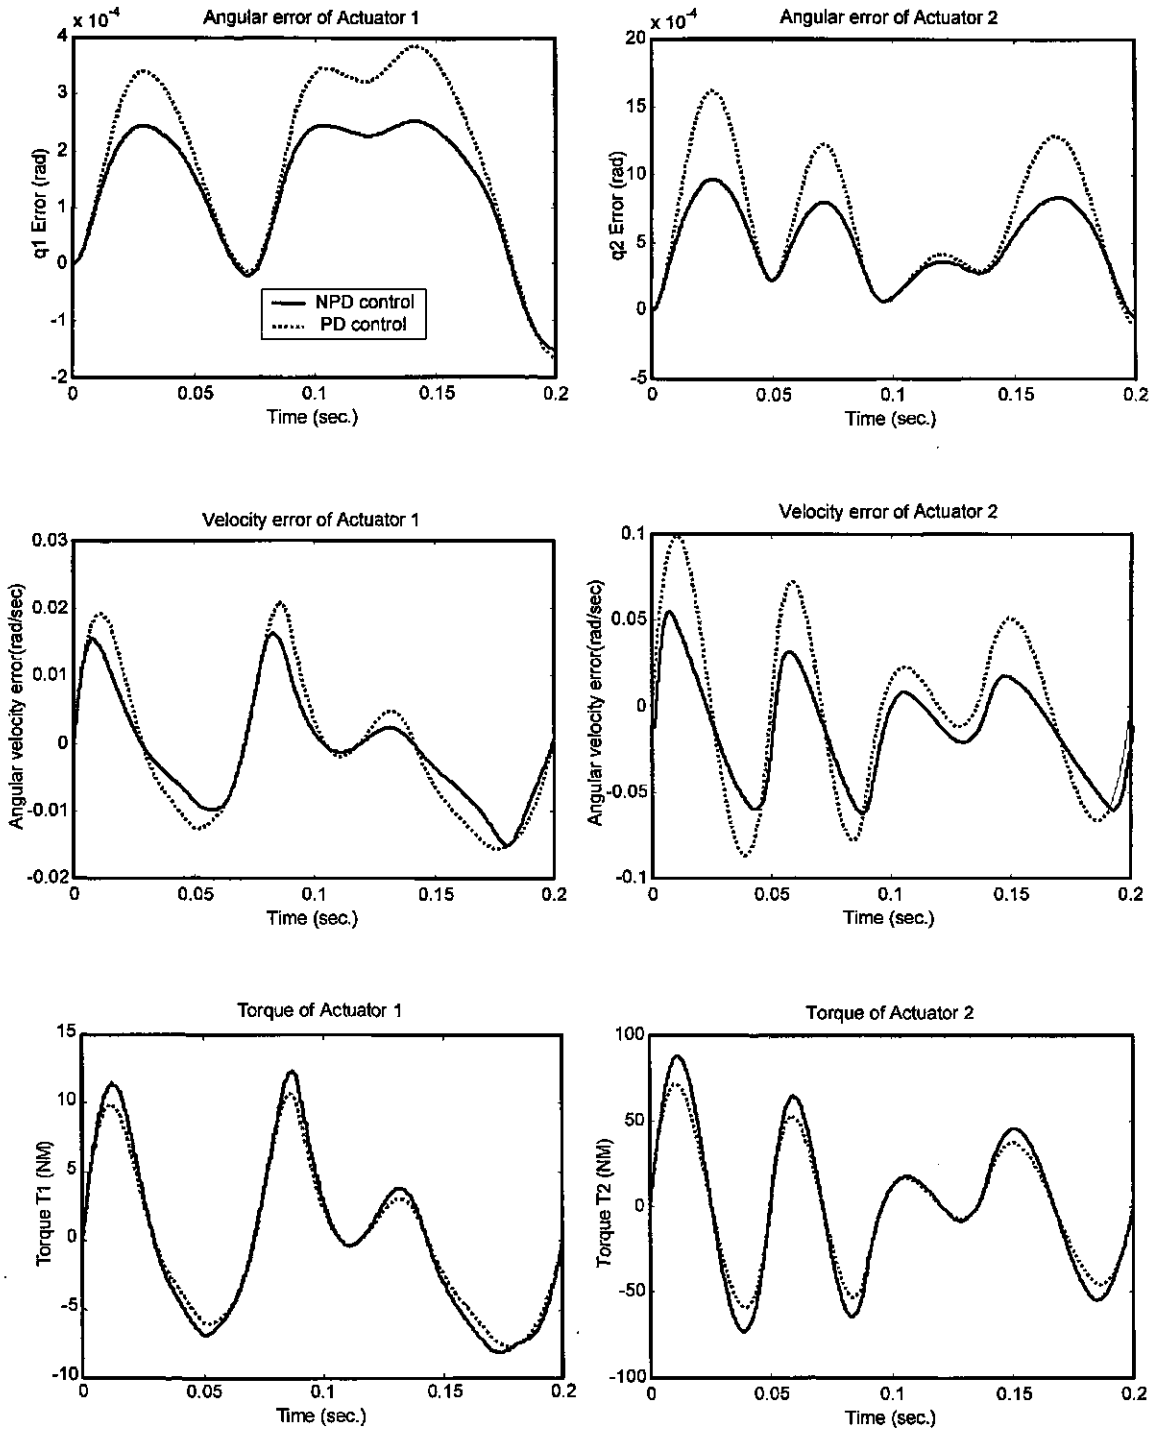 Angular error of Actuator 1
x 10-4
4
3
2
1
0
-1
-2
q1 Error (rad)
NPD control
PD control
0 0.05 0.1 0.15 0.2
Time (sec.)
Angular error of Actuator 2
x 10-4
20
15
10
5
0
-5
q2 Error (rad)
0 0.05 0.1 0.15 0.2
Time (sec.)
Velocity error of Actuator 1
0.03
0.02
0.01
0
-0.01
-0.02
Angular velocity error(rad/sec)
0 0.05 0.1 0.15 0.2
Time (sec.)
Velocity error of Actuator 2
0.1
0.05
0
-0.05
-0.1
Angular velocity error(rad/sec)
0 0.05 0.1 0.15 0.2
Time (sec.)
Torque of Actuator 1
15
10
5
0
-5
-10
Torque T1 (NM)
0 0.05 0.1 0.15 0.2
Time (sec.)
Torque of Actuator 2
100
50
0
-50
-100
Torque T2 (NM)
0 0.05 0.1 0.15 0.2
Time (sec.)